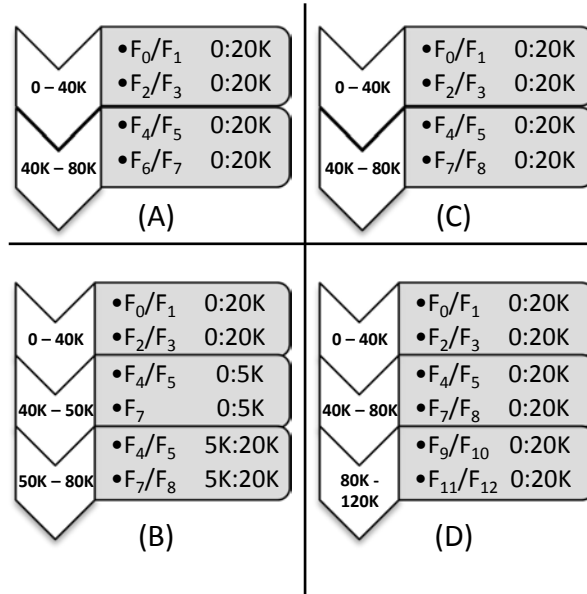 0 – 40K
•F₀/F₁ 0:20K
•F₂/F₃ 0:20K
40K – 80K
•F₄/F₅ 0:20K
•F₆/F₇ 0:20K
(A)
0 – 40K
•F₀/F₁ 0:20K
•F₂/F₃ 0:20K
40K – 80K
•F₄/F₅ 0:20K
•F₇/F₈ 0:20K
(C)
0 – 40K
•F₀/F₁ 0:20K
•F₂/F₃ 0:20K
40K – 50K
•F₄/F₅ 0:5K
•F₇ 0:5K
50K – 80K
•F₄/F₅ 5K:20K
•F₇/F₈ 5K:20K
(B)
0 – 40K
•F₀/F₁ 0:20K
•F₂/F₃ 0:20K
40K – 80K
•F₄/F₅ 0:20K
•F₇/F₈ 0:20K
80K -
120K
•F₉/F₁₀ 0:20K
•F₁₁/F₁₂ 0:20K
(D)